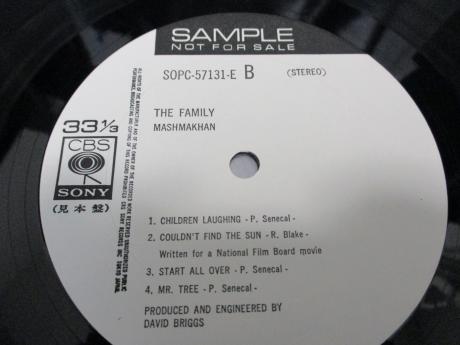 SAMPLE
NOT FOR SALE
SOPC-57131-E B (STEREO)
THE FAMILY
MASHMAKHAN
33 1/3
CBS
SONY
(見本盤)
1. CHILDREN LAUGHING - P. Senecal -
2. COULDN'T FIND THE SUN - R. Blake -
Written for a National Film Board movie
3. START ALL OVER - P. Senecal -
4. MR. TREE - P. Senecal -
PRODUCED AND ENGINEERED BY
DAVID BRIGGS